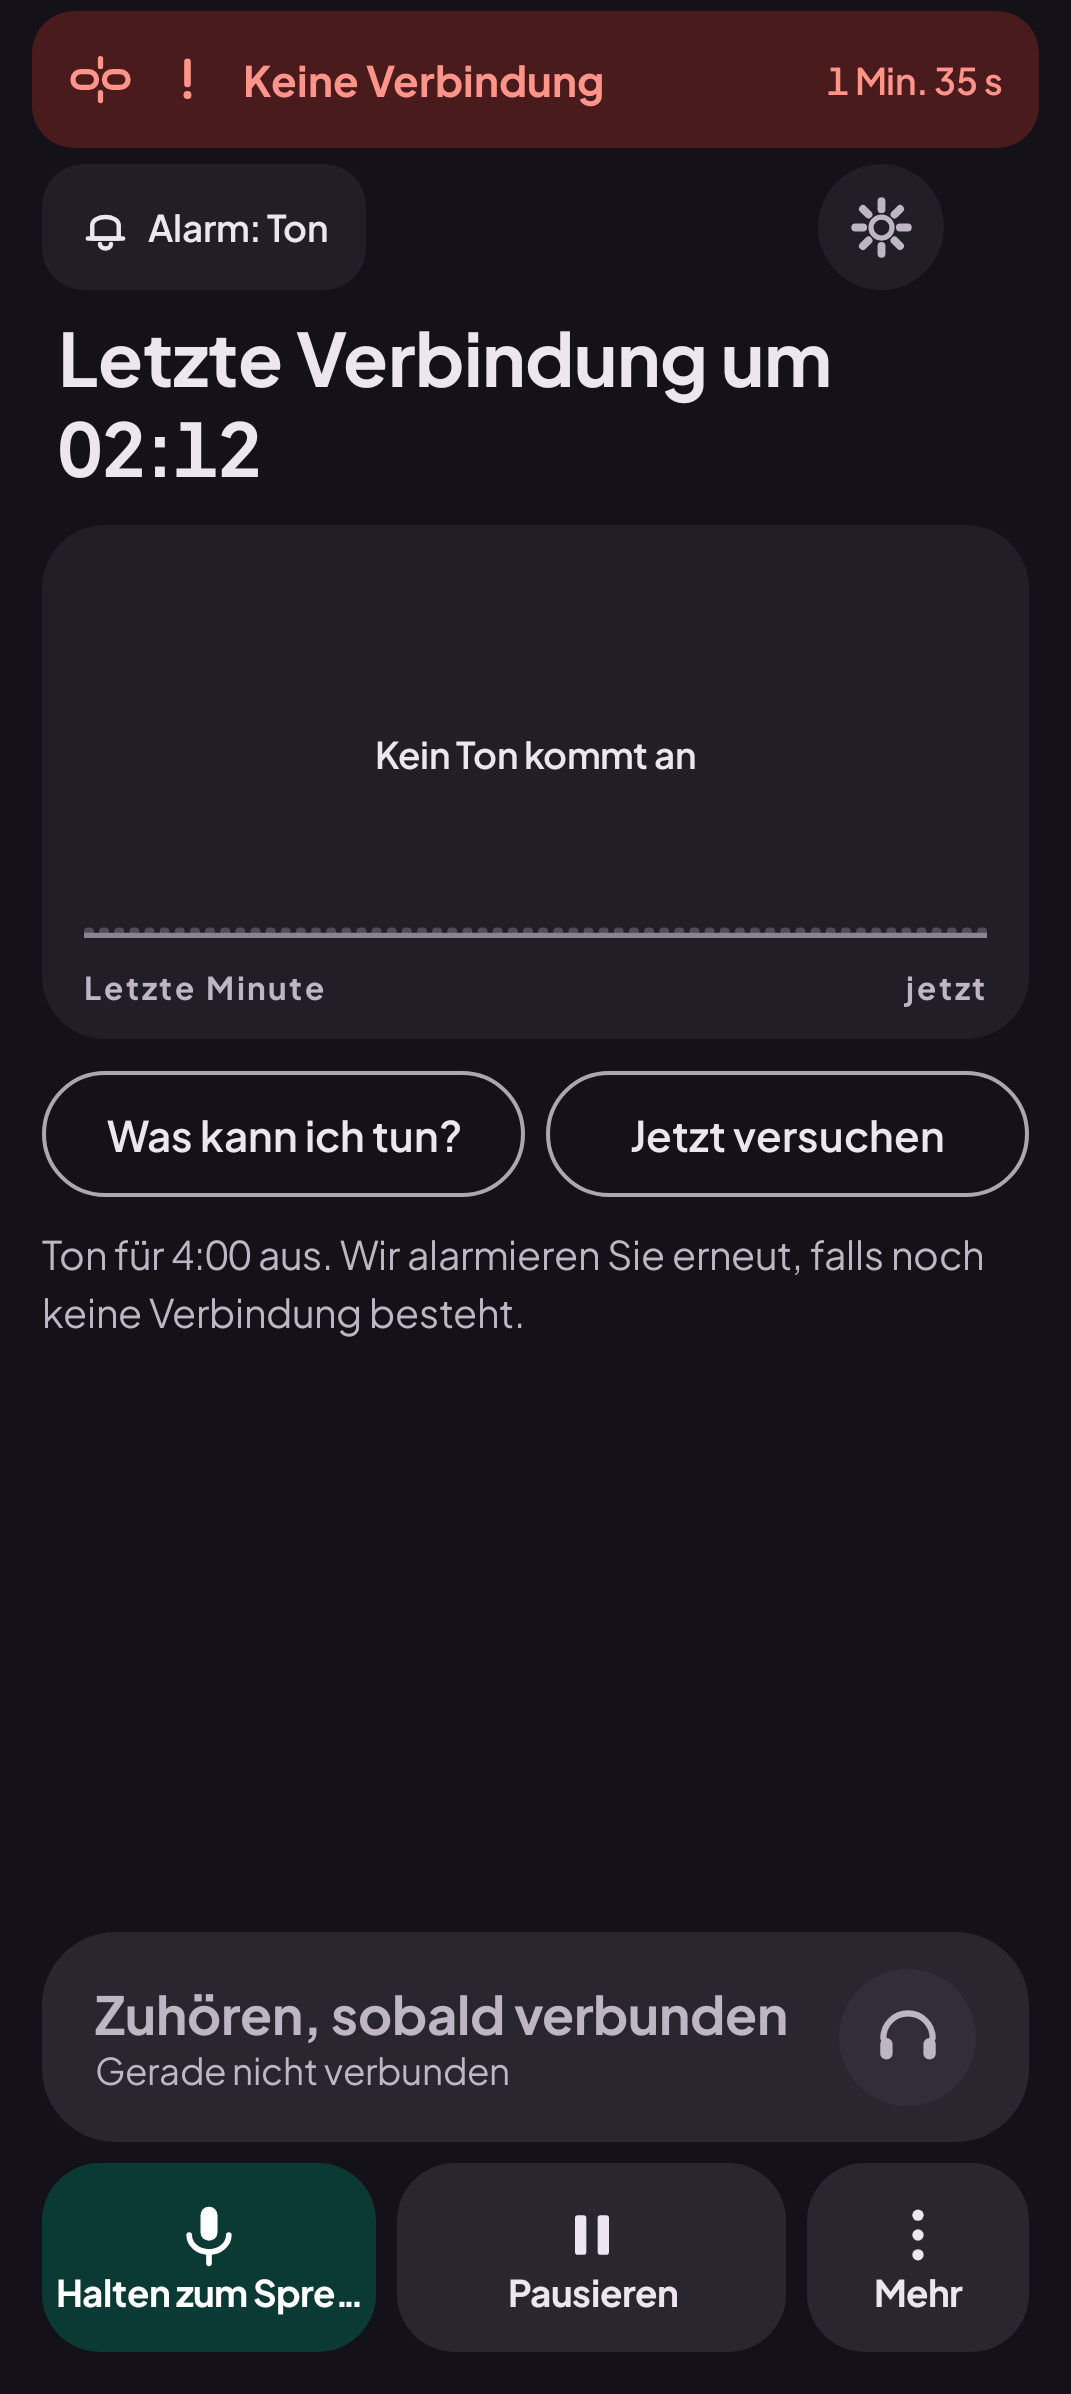 Keine Verbindung
1 Min. 35 s
Alarm: Ton
Letzte Verbindung um
02:12
Kein Ton kommt an
Letzte Minute
jetzt
Was kann ich tun?
Jetzt versuchen
Ton für 4:00 aus. Wir alarmieren Sie erneut, falls noch
keine Verbindung besteht.
Zuhören, sobald verbunden
Gerade nicht verbunden
Halten zum Spre...
Pausieren
Mehr